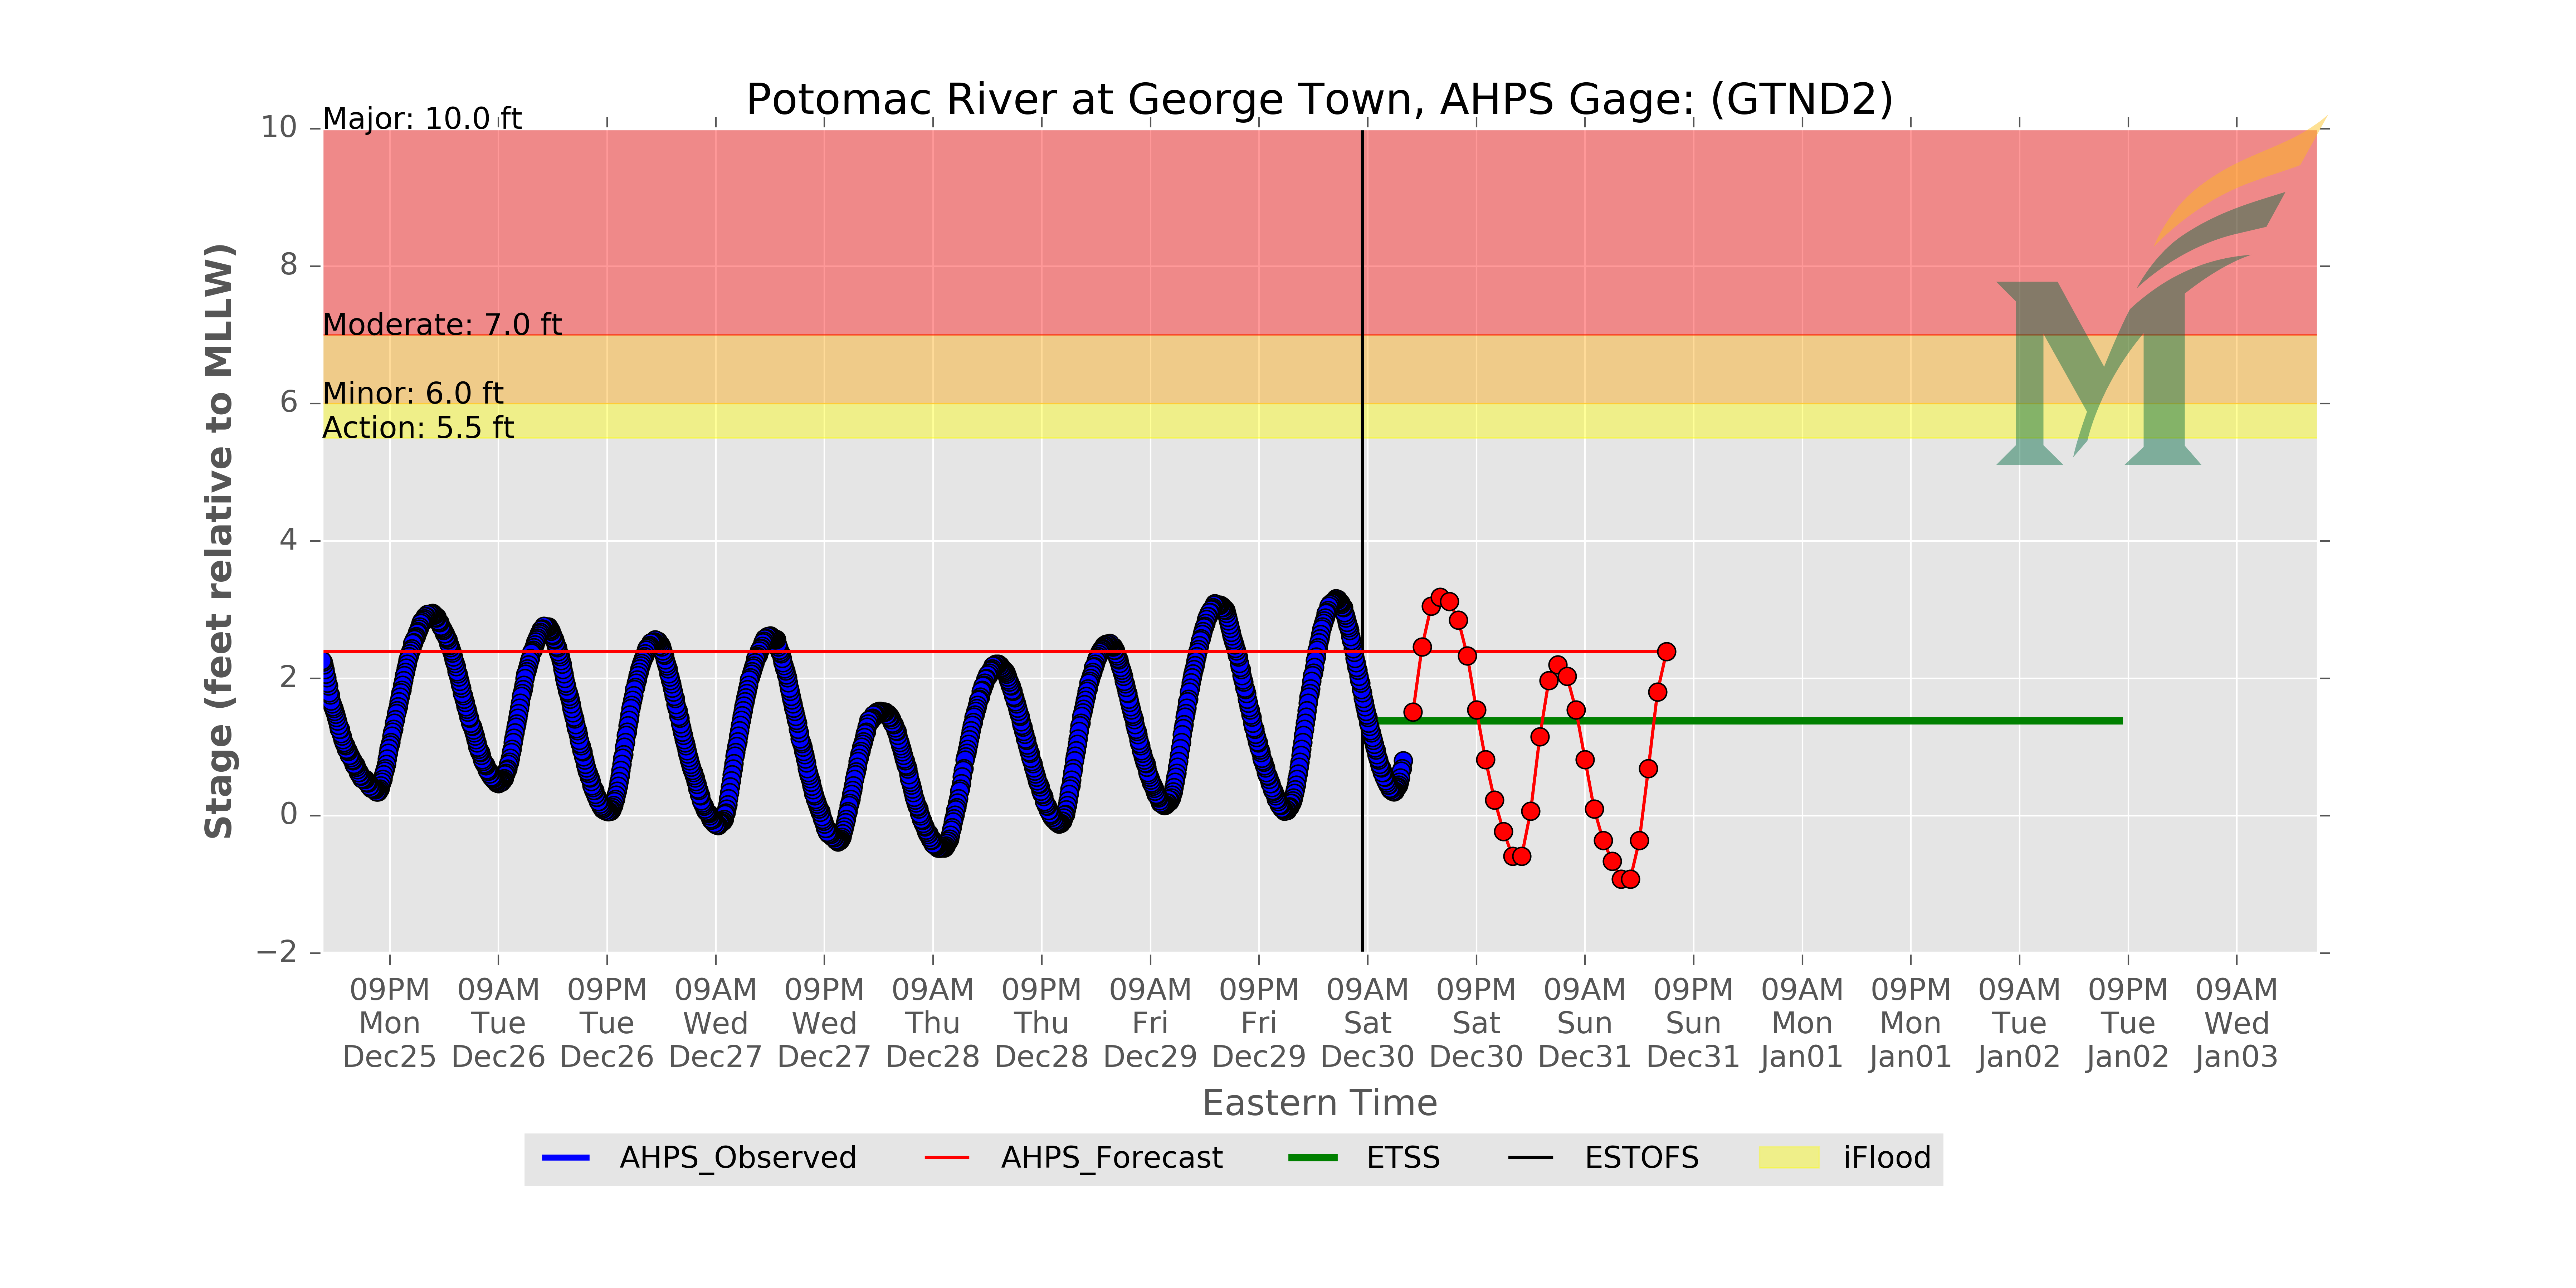 Potomac River at George Town, AHPS Gage: (GTND2)
Major: 10.0 ft
Moderate: 7.0 ft
Minor: 6.0 ft
Action: 5.5 ft
Stage (feet relative to MLLW)
10
8
6
4
2
0
−2
09PM 09AM 09PM 09AM 09PM 09AM 09PM 09AM 09PM 09AM 09PM 09AM 09PM 09AM 09PM 09AM 09PM 09AM
Mon Tue Tue Wed Wed Thu Thu Fri Fri Sat Sat Sun Sun Mon Mon Tue Tue Wed
Dec25 Dec26 Dec26 Dec27 Dec27 Dec28 Dec28 Dec29 Dec29 Dec30 Dec30 Dec31 Dec31 Jan01 Jan01 Jan02 Jan02 Jan03
Eastern Time
AHPS_Observed AHPS_Forecast ETSS ESTOFS iFlood
M